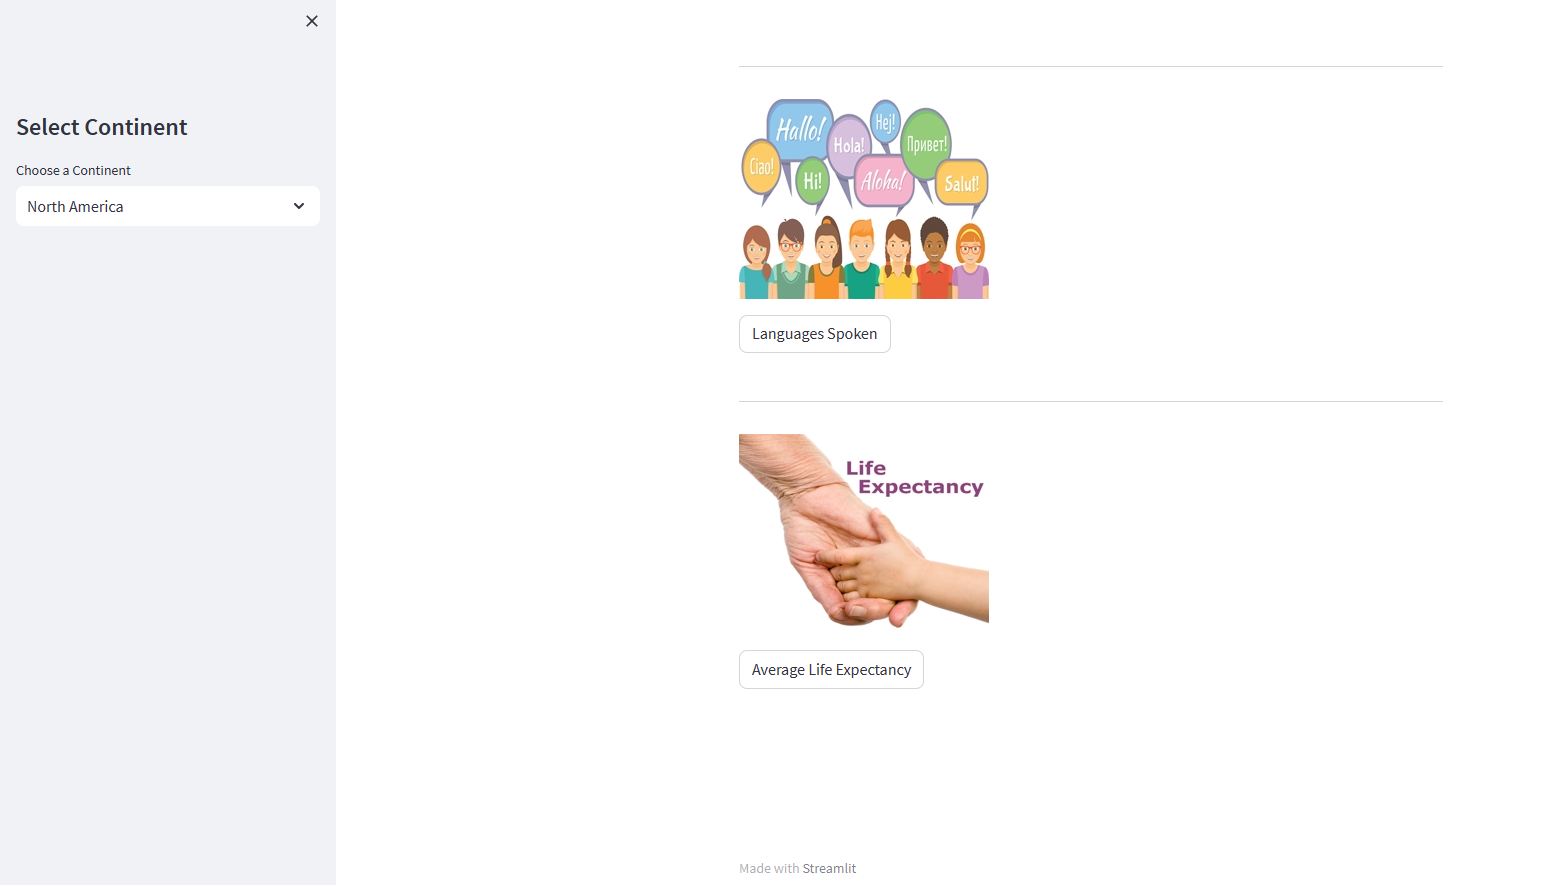 Select Continent
Choose a Continent
North America
Hallo!
Hej!
Hola!
Привет!
Ciao!
Hi!
Aloha!
Salut!
Languages Spoken
Life
Expectancy
Average Life Expectancy
Made with Streamlit